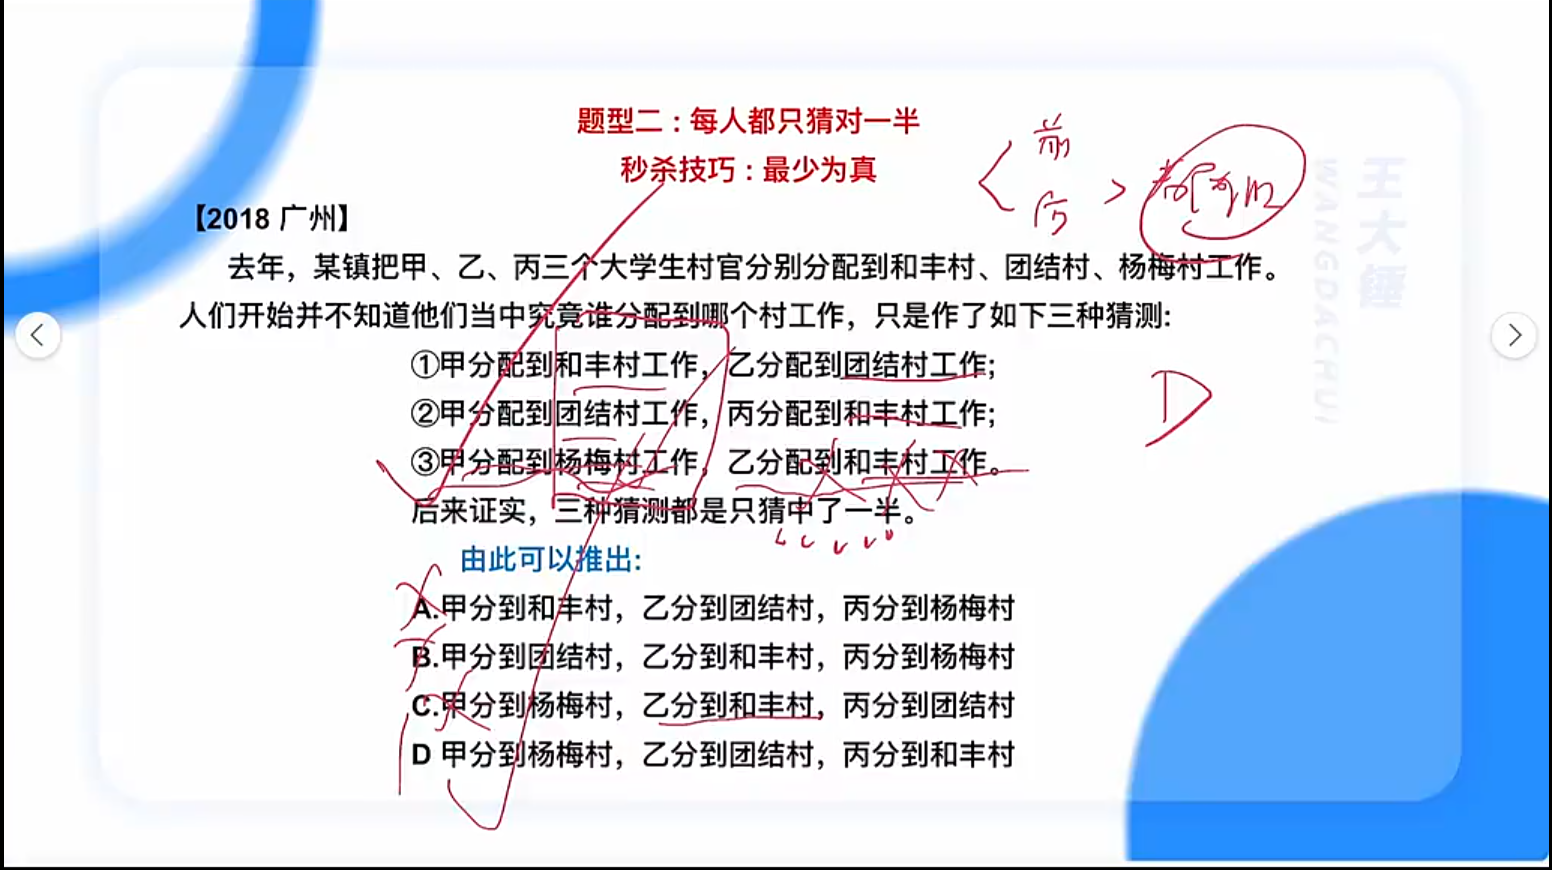 题型二：每人都只猜对一半
秒杀技巧：最少为真
前
后
【2018 广州】
去年，某镇把甲、乙、丙三个大学生村官分别分配到和丰村、团结村、杨梅村工作。
人们开始并不知道他们当中究竟谁分配到哪个村工作，只是作了如下三种猜测:
①甲分配到和丰村工作，乙分配到团结村工作;
②甲分配到团结村工作，丙分配到和丰村工作;
③甲分配到杨梅村工作，乙分配到和丰村工作。
后来证实，三种猜测都是只猜中了一半。
由此可以推出:
A.甲分到和丰村，乙分到团结村，丙分到杨梅村
B.甲分到团结村，乙分到和丰村，丙分到杨梅村
C.甲分到杨梅村，乙分到和丰村，丙分到团结村
D 甲分到杨梅村，乙分到团结村，丙分到和丰村
D
王大锤
WANGDACHUI